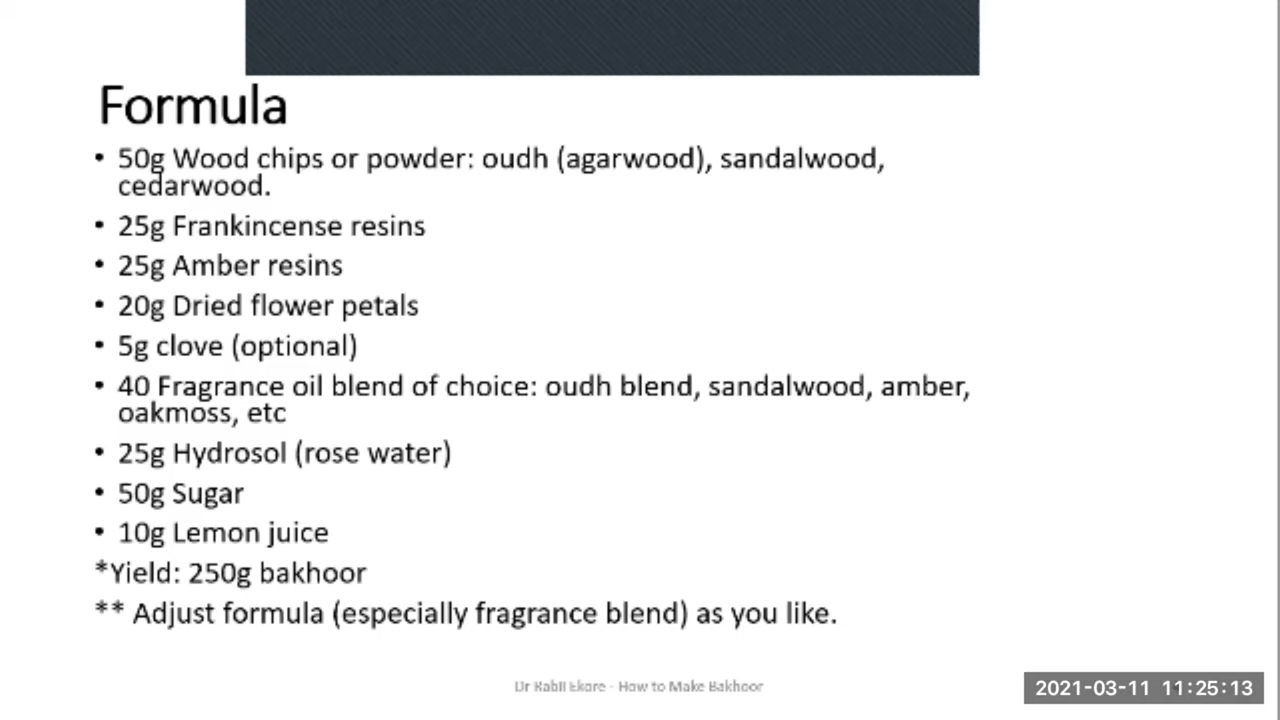 Formula
• 50g Wood chips or powder: oudh (agarwood), sandalwood,
cedarwood.
• 25g Frankincense resins
• 25g Amber resins
• 20g Dried flower petals
• 5g clove (optional)
• 40 Fragrance oil blend of choice: oudh blend, sandalwood, amber,
oakmoss, etc
• 25g Hydrosol (rose water)
• 50g Sugar
• 10g Lemon juice
*Yield: 250g bakhoor
** Adjust formula (especially fragrance blend) as you like.
Dr Rabil Ekore - How to Make Bakhoor
2021-03-11 11:25:13